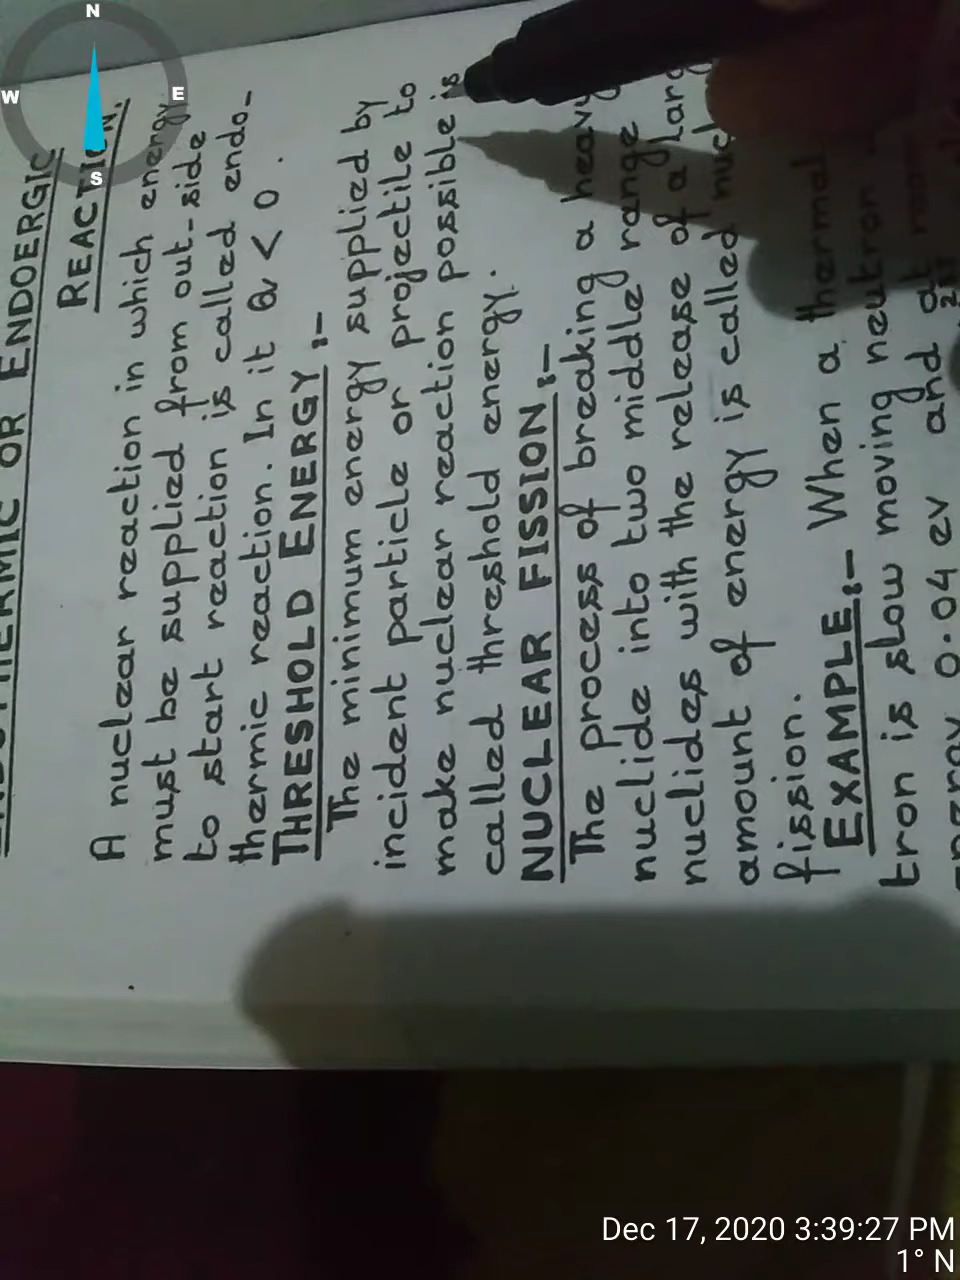 N
W
E
S
OR ENDOERGIC
REACTION.
A nuclear reaction in which energy
must be supplied from out-side
to start reaction is called endo-
thermic reaction. In it Q < 0.
THRESHOLD ENERGY :-
The minimum energy supplied by
incident particle or projectile to
make nuclear reaction possible is
called threshold energy.
NUCLEAR FISSION:-
The process of breaking a heavy
nuclide into two middle range
nuclides with the release of a
amount of energy is called
fission.
EXAMPLE:- When a thermal
tron is slow moving neutron
energy 0.04 ev and at
Dec 17, 2020 3:39:27 PM
1° N